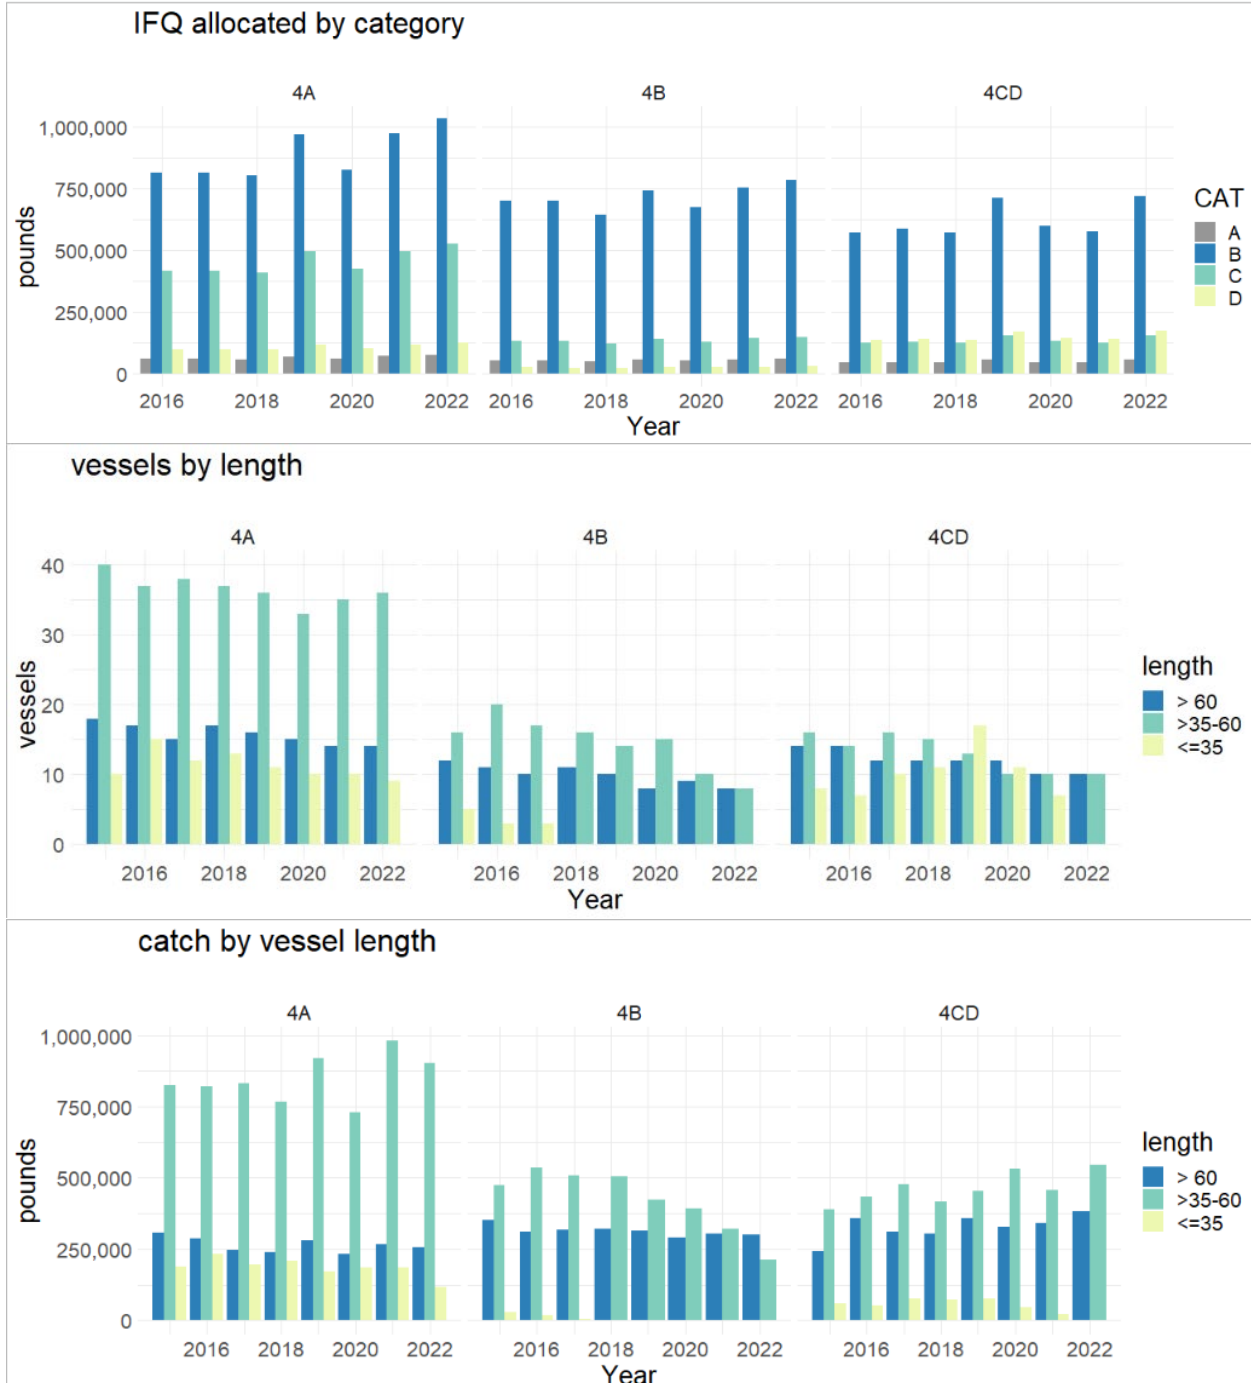 IFQ allocated by category
4A 4B 4CD
1,000,000
750,000
500,000
250,000
0
pounds
2016 2018 2020 2022 2016 2018 2020 2022 2016 2018 2020 2022
Year
CAT
A
B
C
D
vessels by length
4A 4B 4CD
40
30
20
10
0
vessels
2016 2018 2020 2022 2016 2018 2020 2022 2016 2018 2020 2022
Year
length
> 60
>35-60
<=35
catch by vessel length
4A 4B 4CD
1,000,000
750,000
500,000
250,000
0
pounds
2016 2018 2020 2022 2016 2018 2020 2022 2016 2018 2020 2022
Year
length
> 60
>35-60
<=35